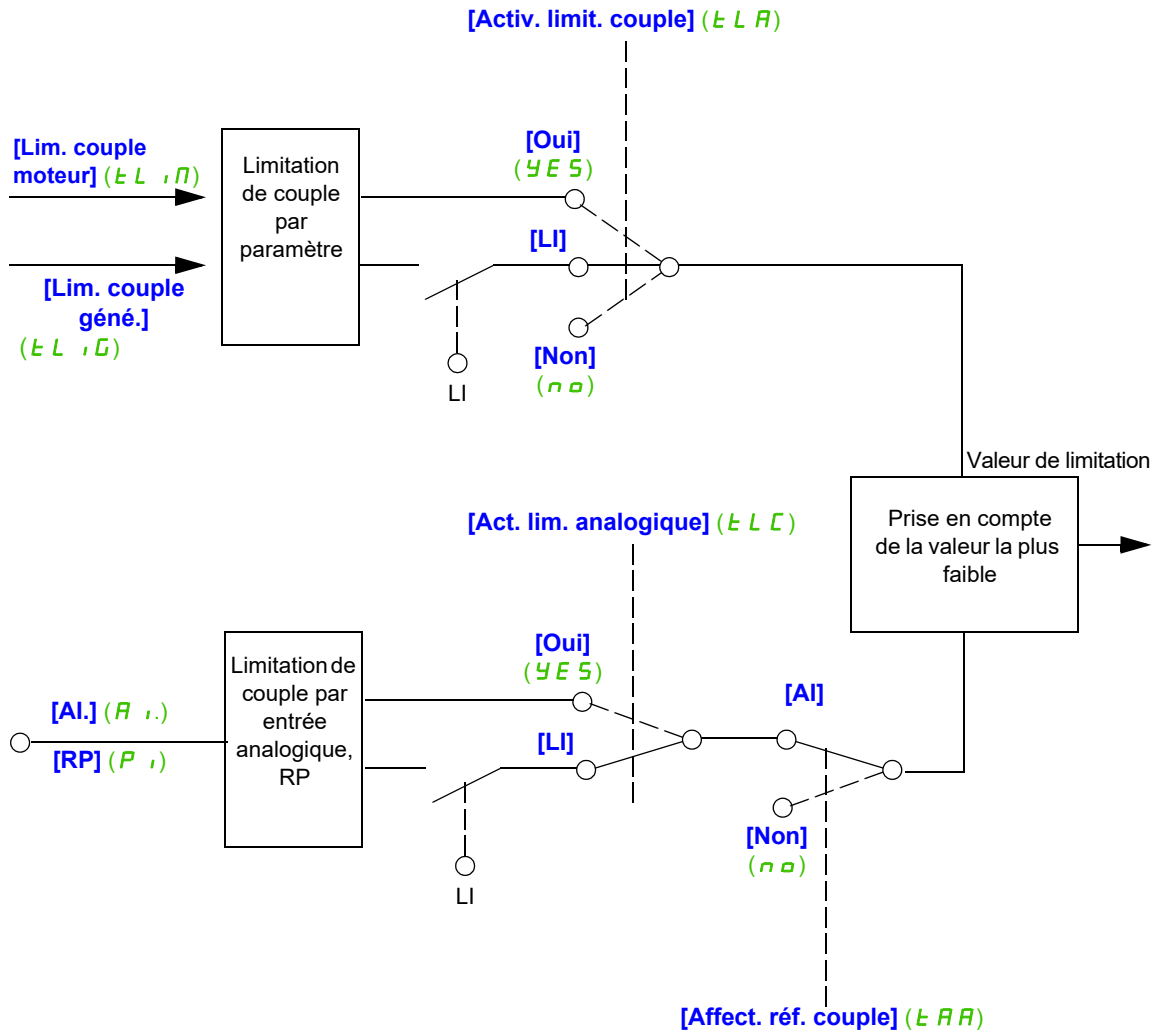 [Activ. limit. couple] (tLA)
[Lim. couple
moteur] (tLIM)
[Lim. couple
géné.]
(tLIG)
Limitation
de couple
par
paramètre
[Oui]
(YES)
[LI]
[Non]
(no)
LI
Valeur de limitation
Prise en compte
de la valeur la plus
faible
[Act. lim. analogique] (tLC)
[AI.] (AI.)
[RP] (PI)
Limitation de
couple par
entrée
analogique,
RP
[Oui]
(YES)
[LI]
LI
[AI]
[Non]
(no)
[Affect. réf. couple] (tAA)